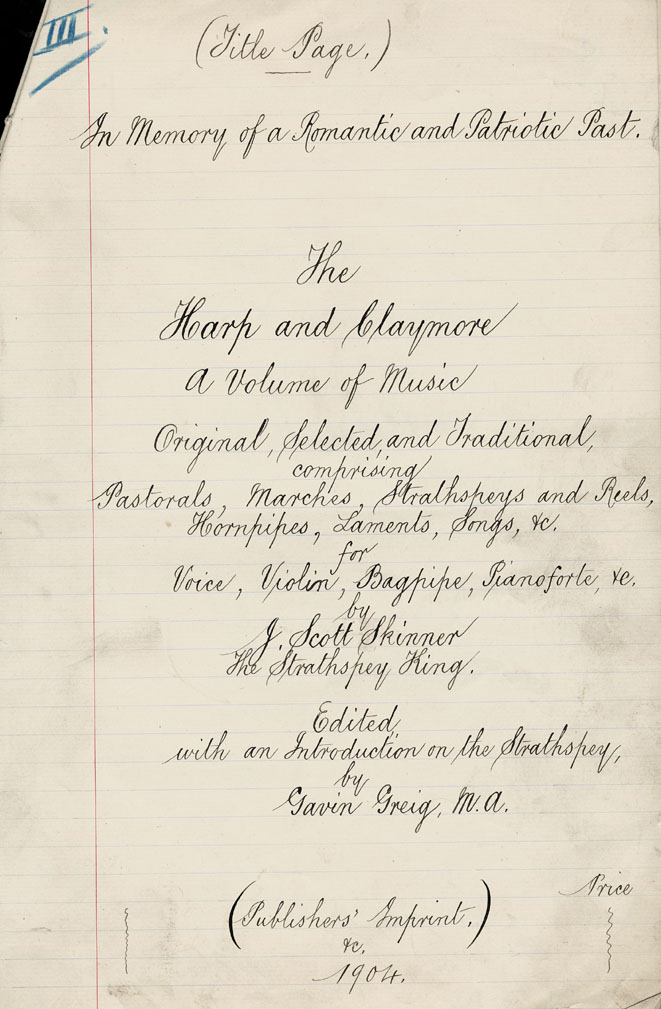 III
(Title Page.)
In Memory of a Romantic and Patriotic Past.
The
Harp and Claymore
A Volume of Music
Original, Selected, and Traditional,
comprising
Pastorals, Marches, Strathspeys and Reels,
Hornpipes, Laments, Songs, &c.
for
Voice, Violin, Bagpipe, Pianoforte, &c.
by
J. Scott Skinner
The Strathspey King.
Edited,
with an Introduction on the Strathspey,
by
Gavin Greig, M.A.
Price
(Publishers' Imprint.)
&c.
1904.